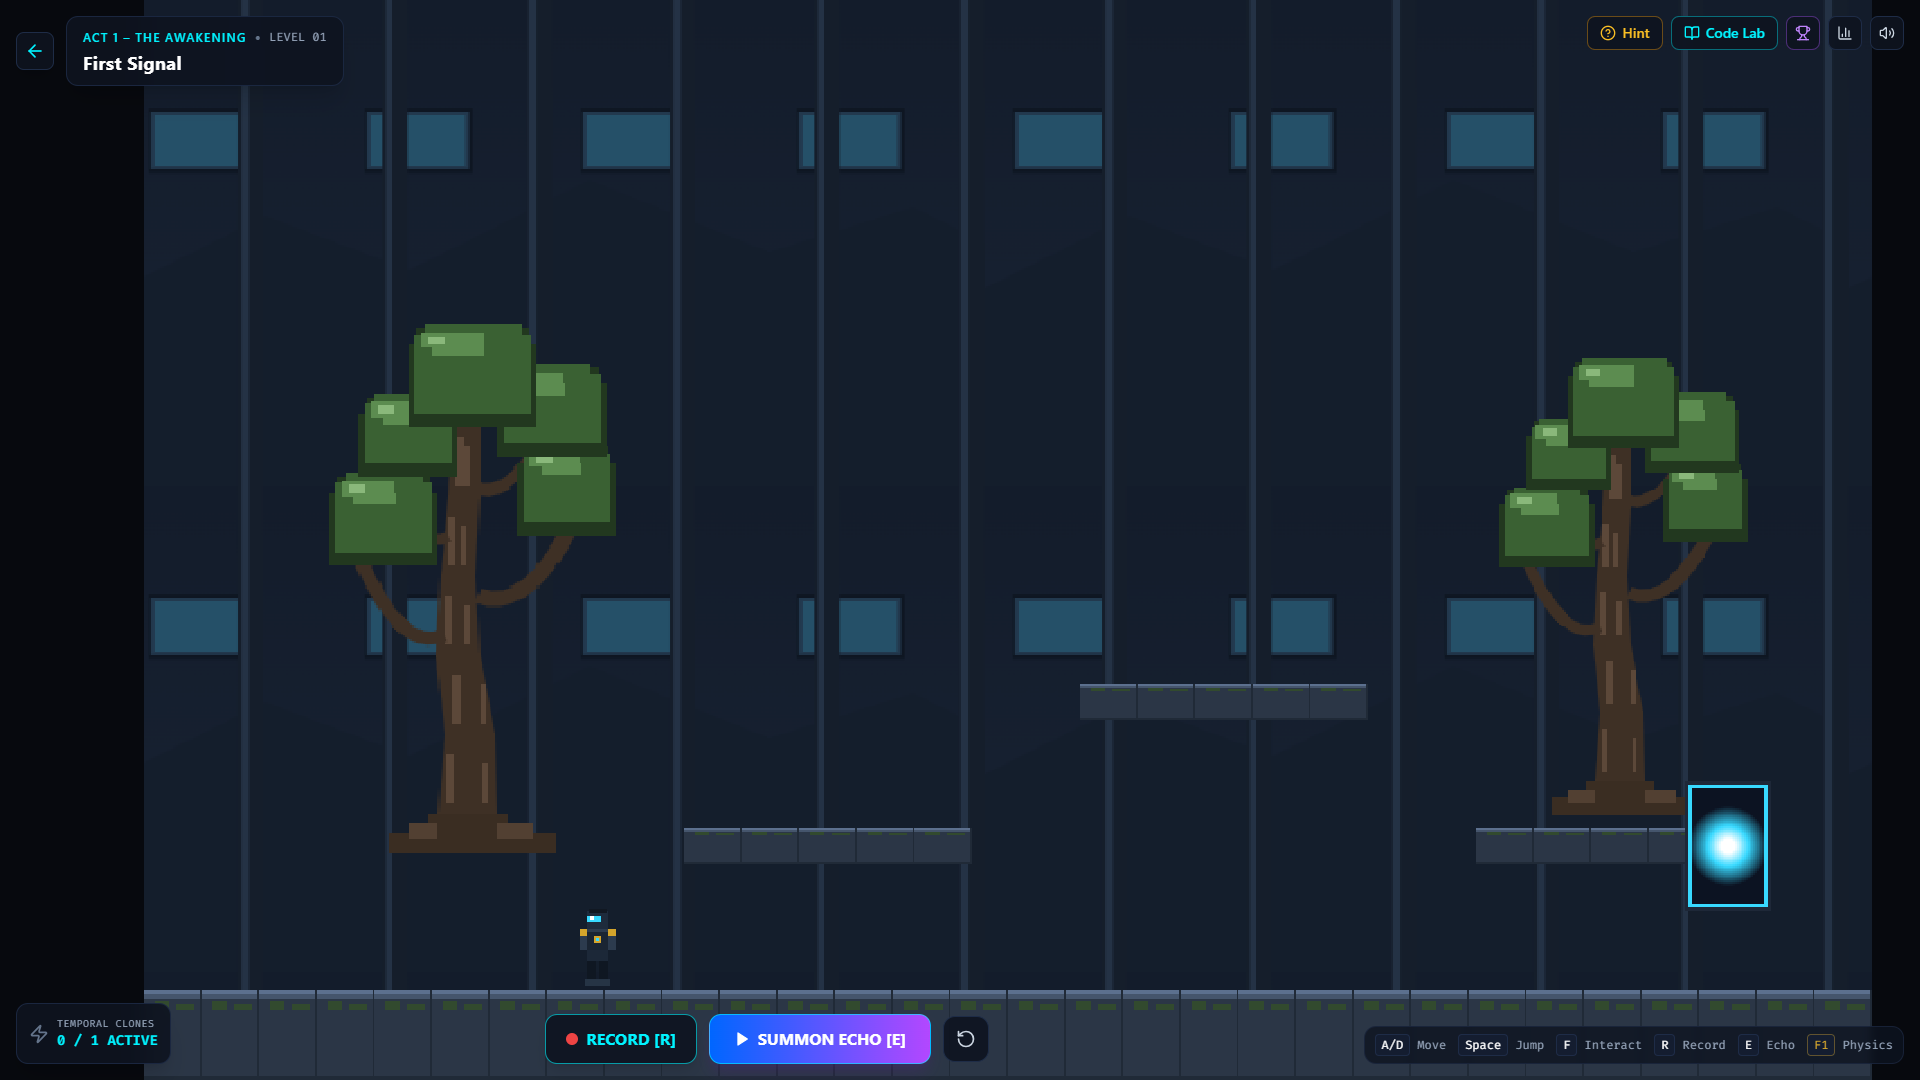 ACT 1 – THE AWAKENING • LEVEL 01
First Signal
Hint
Code Lab
TEMPORAL CLONES
0 / 1 ACTIVE
RECORD [R]
SUMMON ECHO [E]
A/D Move Space Jump F Interact R Record E Echo F1 Physics